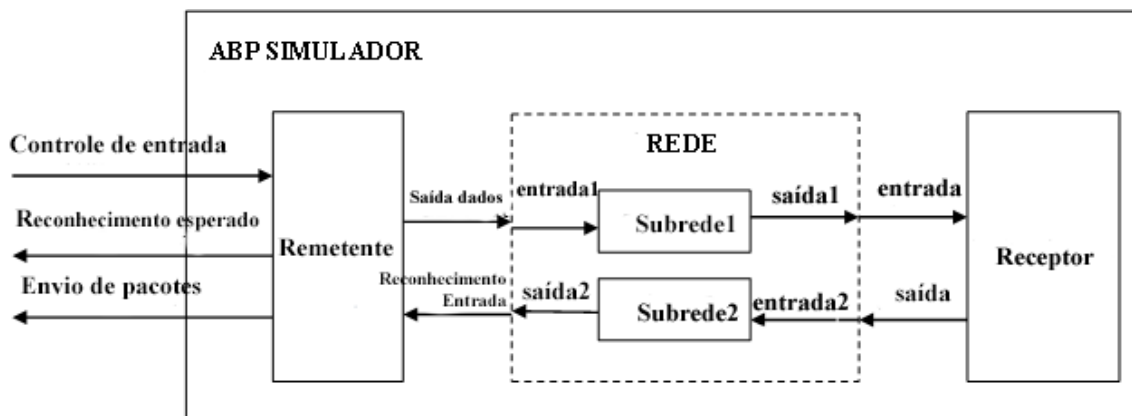 ABP SIMULADOR
Controle de entrada
Reconhecimento esperado
Envio de pacotes
Remetente
Saída dados
Reconhecimento
Entrada
REDE
entrada1
Subrede1
saída1
saída2
Subrede2
entrada2
entrada
saída
Receptor